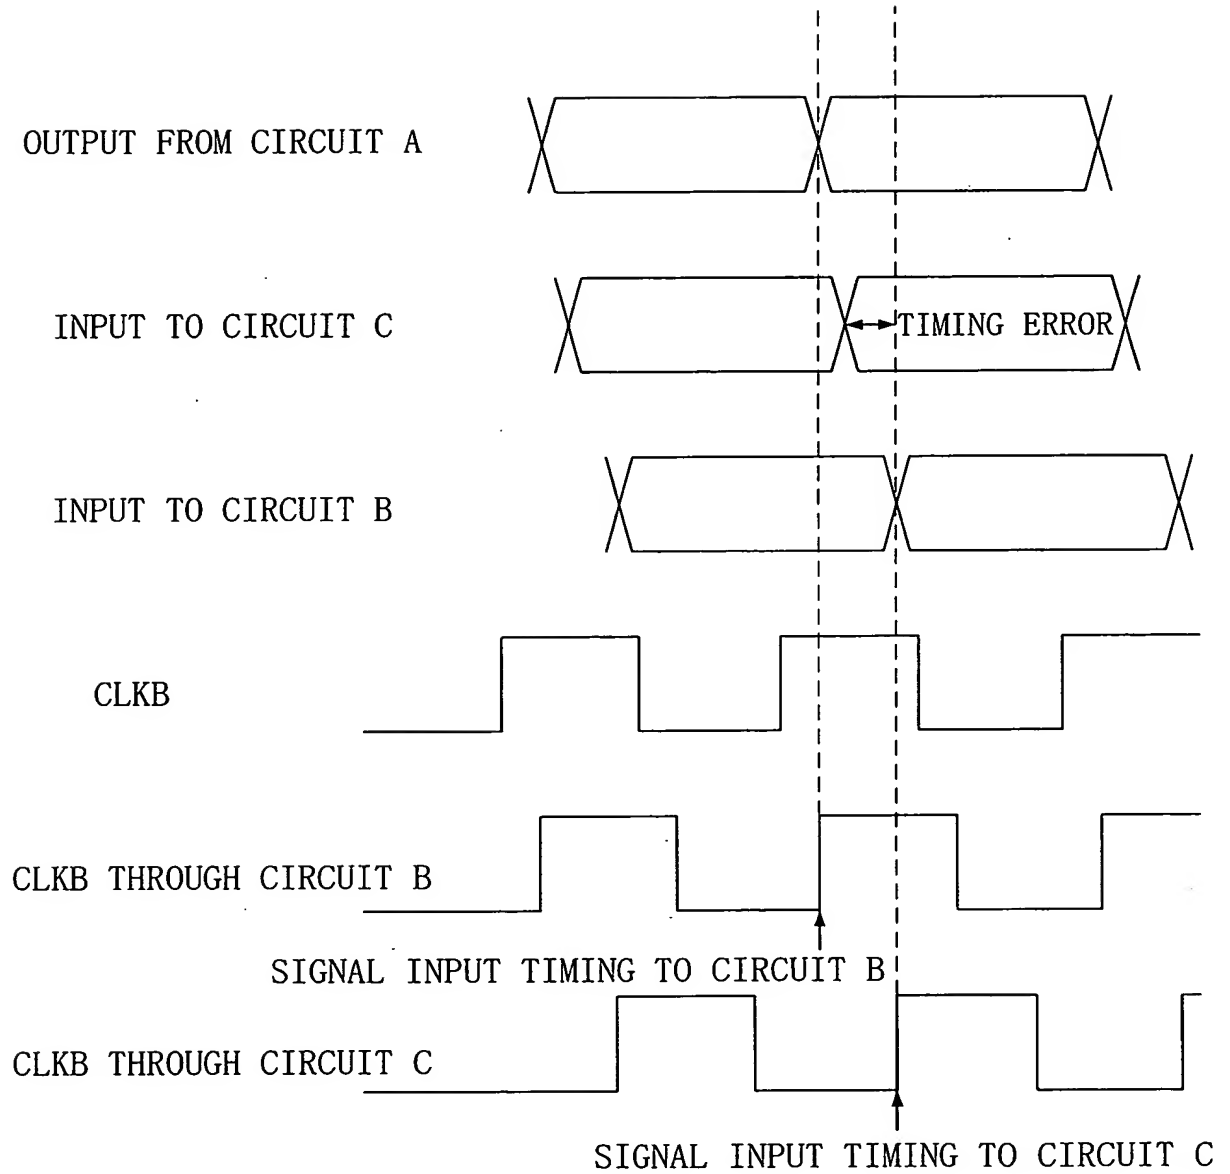 OUTPUT FROM CIRCUIT A
INPUT TO CIRCUIT C
TIMING ERROR
INPUT TO CIRCUIT B
CLKB
CLKB THROUGH CIRCUIT B
SIGNAL INPUT TIMING TO CIRCUIT B
CLKB THROUGH CIRCUIT C
SIGNAL INPUT TIMING TO CIRCUIT C